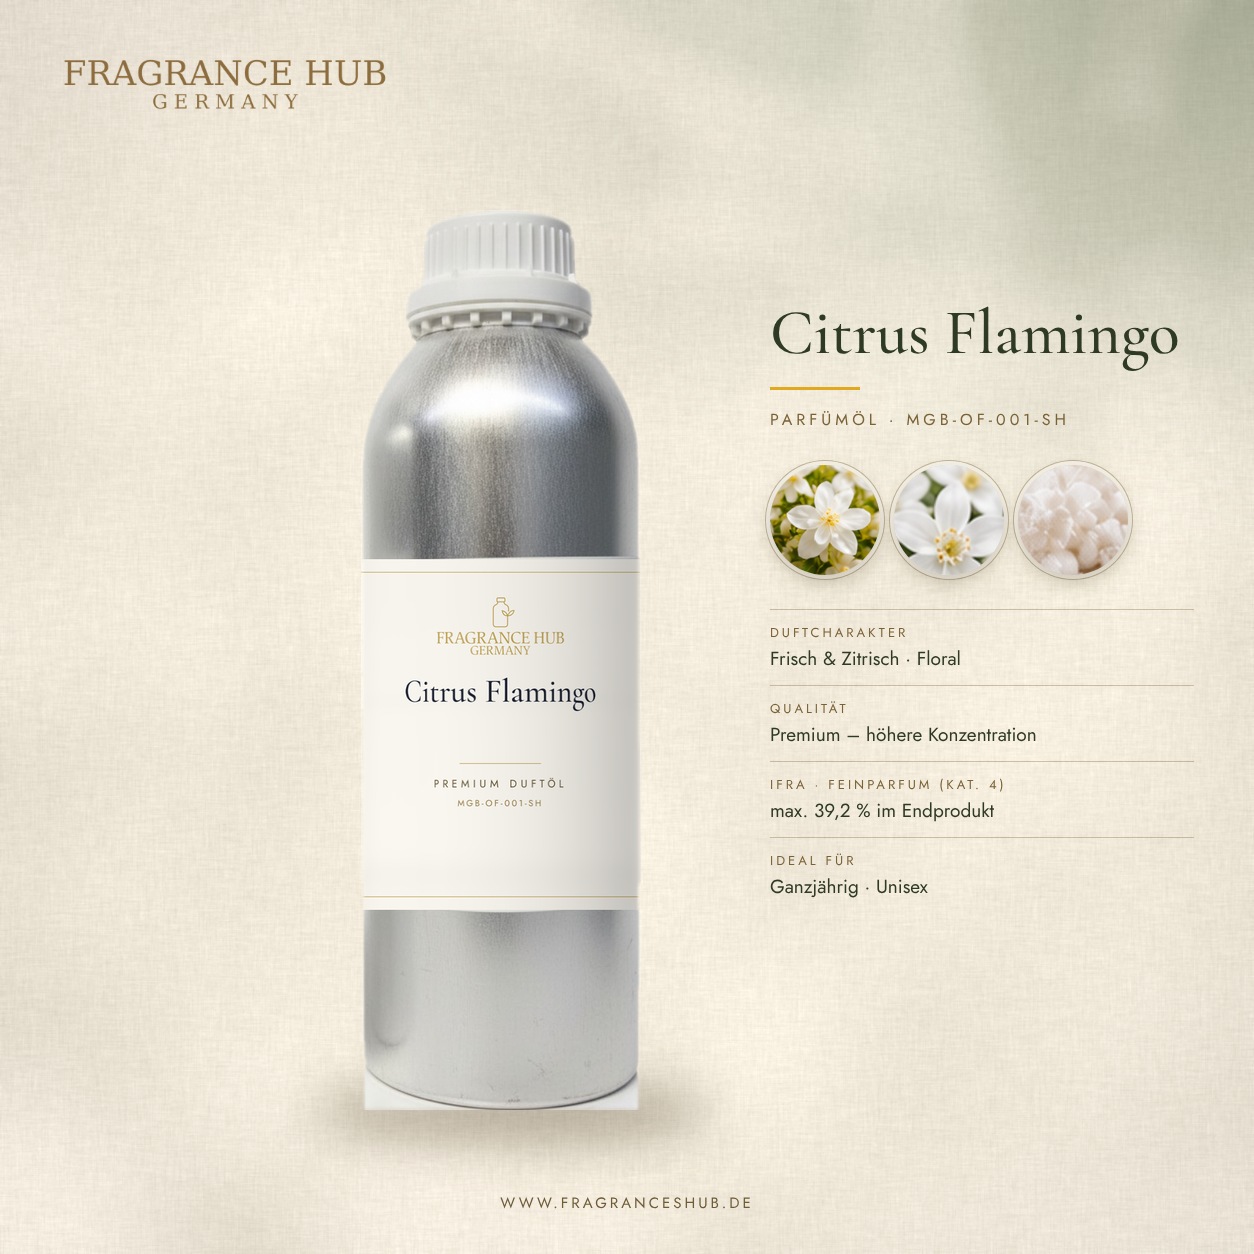 FRAGRANCE HUB
GERMANY
Citrus Flamingo
PARFÜMÖL · MGB-OF-001-SH
DUFTCHARAKTER
Frisch & Zitrisch · Floral
QUALITÄT
Premium – höhere Konzentration
IFRA · FEINPARFUM (KAT. 4)
max. 39,2 % im Endprodukt
IDEAL FÜR
Ganzjährig · Unisex
FRAGRANCE HUB
GERMANY
Citrus Flamingo
PREMIUM DUFTÖL
MGB-OF-001-SH
WWW.FRAGRANCESHUB.DE